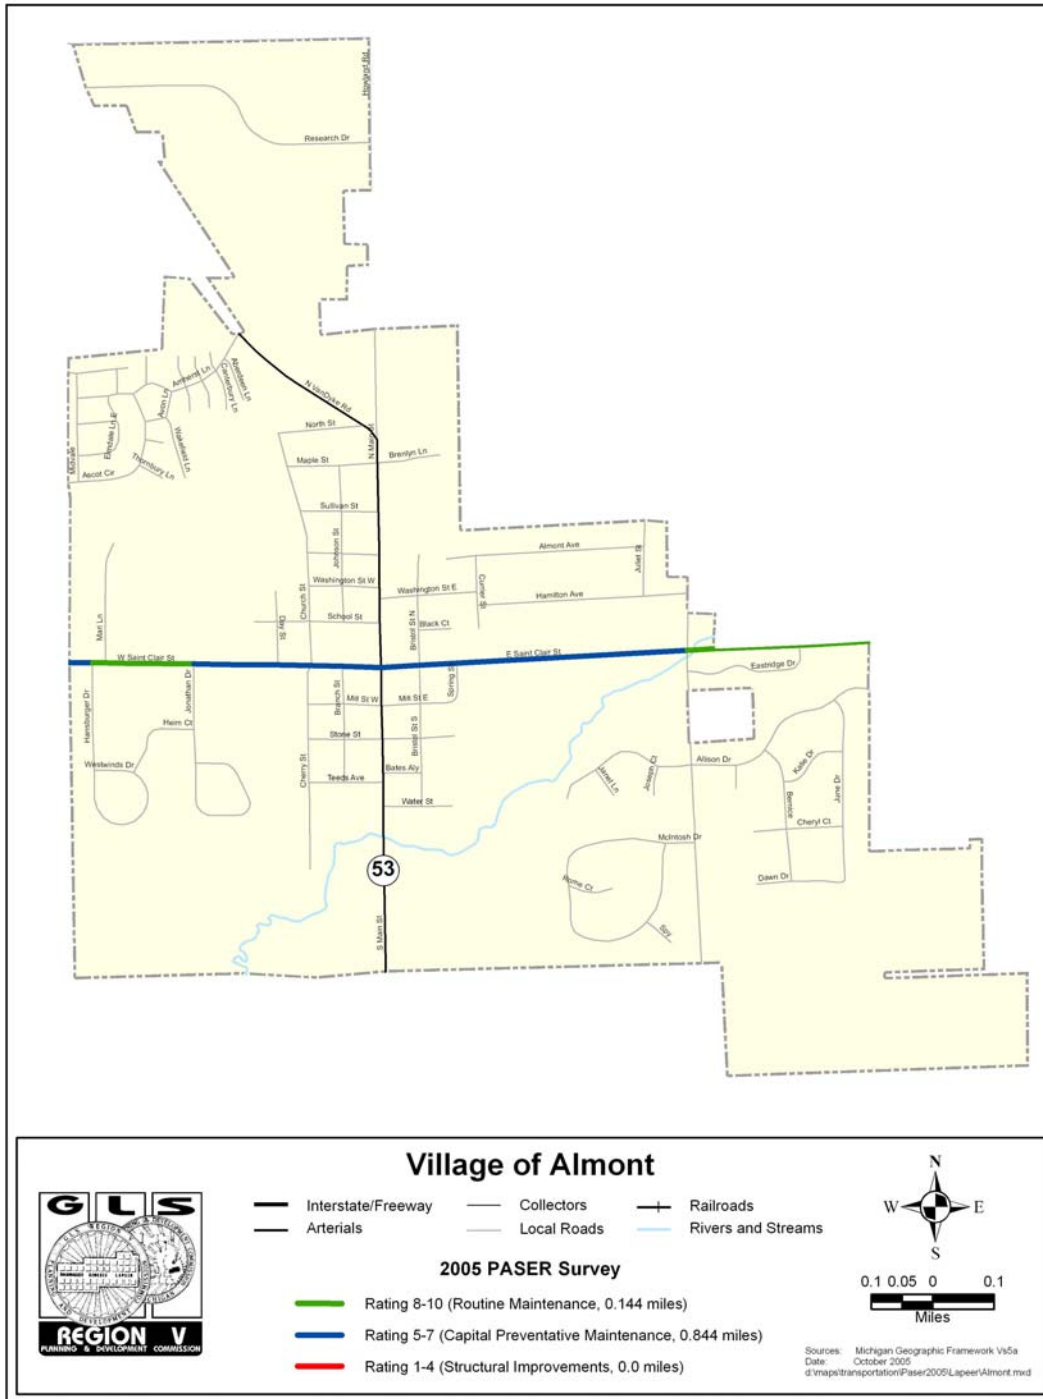 Howland Rd
Research Dr
N VanDyke Rd
Amherst Ln
Aberdeen Ln
Canterbury Ln
Avon Ln
Elmdale Ln E
Wakefield Ln
Midvale
Thornbury Ln
Ascot Cir
North St
N Main St
Maple St
Brenlyn Ln
Sullivan St
Johnson St
Almont Ave
Juliet St
Washington St W
Washington St E
Currier St
Hamilton Ave
Church St
Bristol St N
School St
Black Ct
Day St
Mari Ln
W Saint Clair St
E Saint Clair St
Eastridge Dr
Hansburger Dr
Jonathan Dr
Branch St
Mill St W
Mill St E
Spring St
Heim Ct
Stone St
Bristol St S
Westwinds Dr
Cherry St
Teeds Ave
Bates Aly
Water St
Allison Dr
Katie Dr
Janet Ln
Joseph Ct
Bernice
June Dr
Cheryl Ct
McIntosh Dr
Rome Cr
Dawn Dr
Spy
53
S Main St
Village of Almont
Interstate/Freeway
Collectors
Railroads
Arterials
Local Roads
Rivers and Streams
2005 PASER Survey
Rating 8-10 (Routine Maintenance, 0.144 miles)
Rating 5-7 (Capital Preventative Maintenance, 0.844 miles)
Rating 1-4 (Structural Improvements, 0.0 miles)
G L S
REGION V
PLANNING & DEVELOPMENT COMMISSION
N
W E
S
0.1 0.05 0 0.1
Miles
Sources: Michigan Geographic Framework Vs5a
Date: October 2005
d:\maps\transportation\Paser2005\Lapeer\Almont.mxd